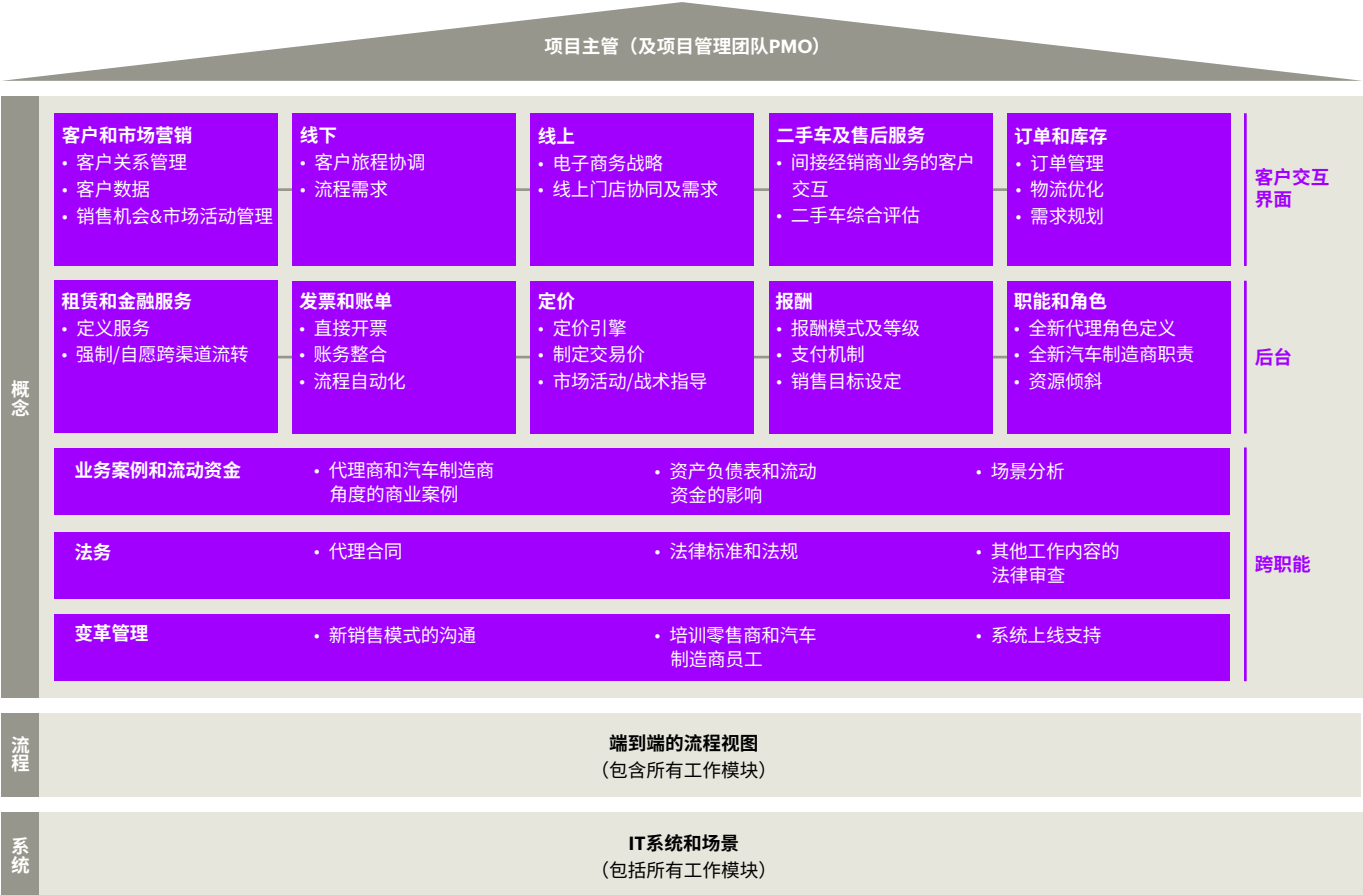 项目主管（及项目管理团队PMO）
概念
客户和市场营销
• 客户关系管理
• 客户数据
• 销售机会&市场活动管理
线下
• 客户旅程协调
• 流程需求
线上
• 电子商务战略
• 线上门店协同及需求
二手车及售后服务
• 间接经销商业务的客户
交互
• 二手车综合评估
订单和库存
• 订单管理
• 物流优化
• 需求规划
客户交互
界面
租赁和金融服务
• 定义服务
• 强制/自愿跨渠道流转
发票和账单
• 直接开票
• 账务整合
• 流程自动化
定价
• 定价引擎
• 制定交易价
• 市场活动/战术指导
报酬
• 报酬模式及等级
• 支付机制
• 销售目标设定
职能和角色
• 全新代理角色定义
• 全新汽车制造商职责
• 资源倾斜
后台
业务案例和流动资金
• 代理商和汽车制造商
角度的商业案例
• 资产负债表和流动
资金的影响
• 场景分析
法务
• 代理合同
• 法律标准和法规
• 其他工作内容的
法律审查
变革管理
• 新销售模式的沟通
• 培训零售商和汽车
制造商员工
• 系统上线支持
跨职能
流程
端到端的流程视图
（包含所有工作模块）
系统
IT系统和场景
（包括所有工作模块）